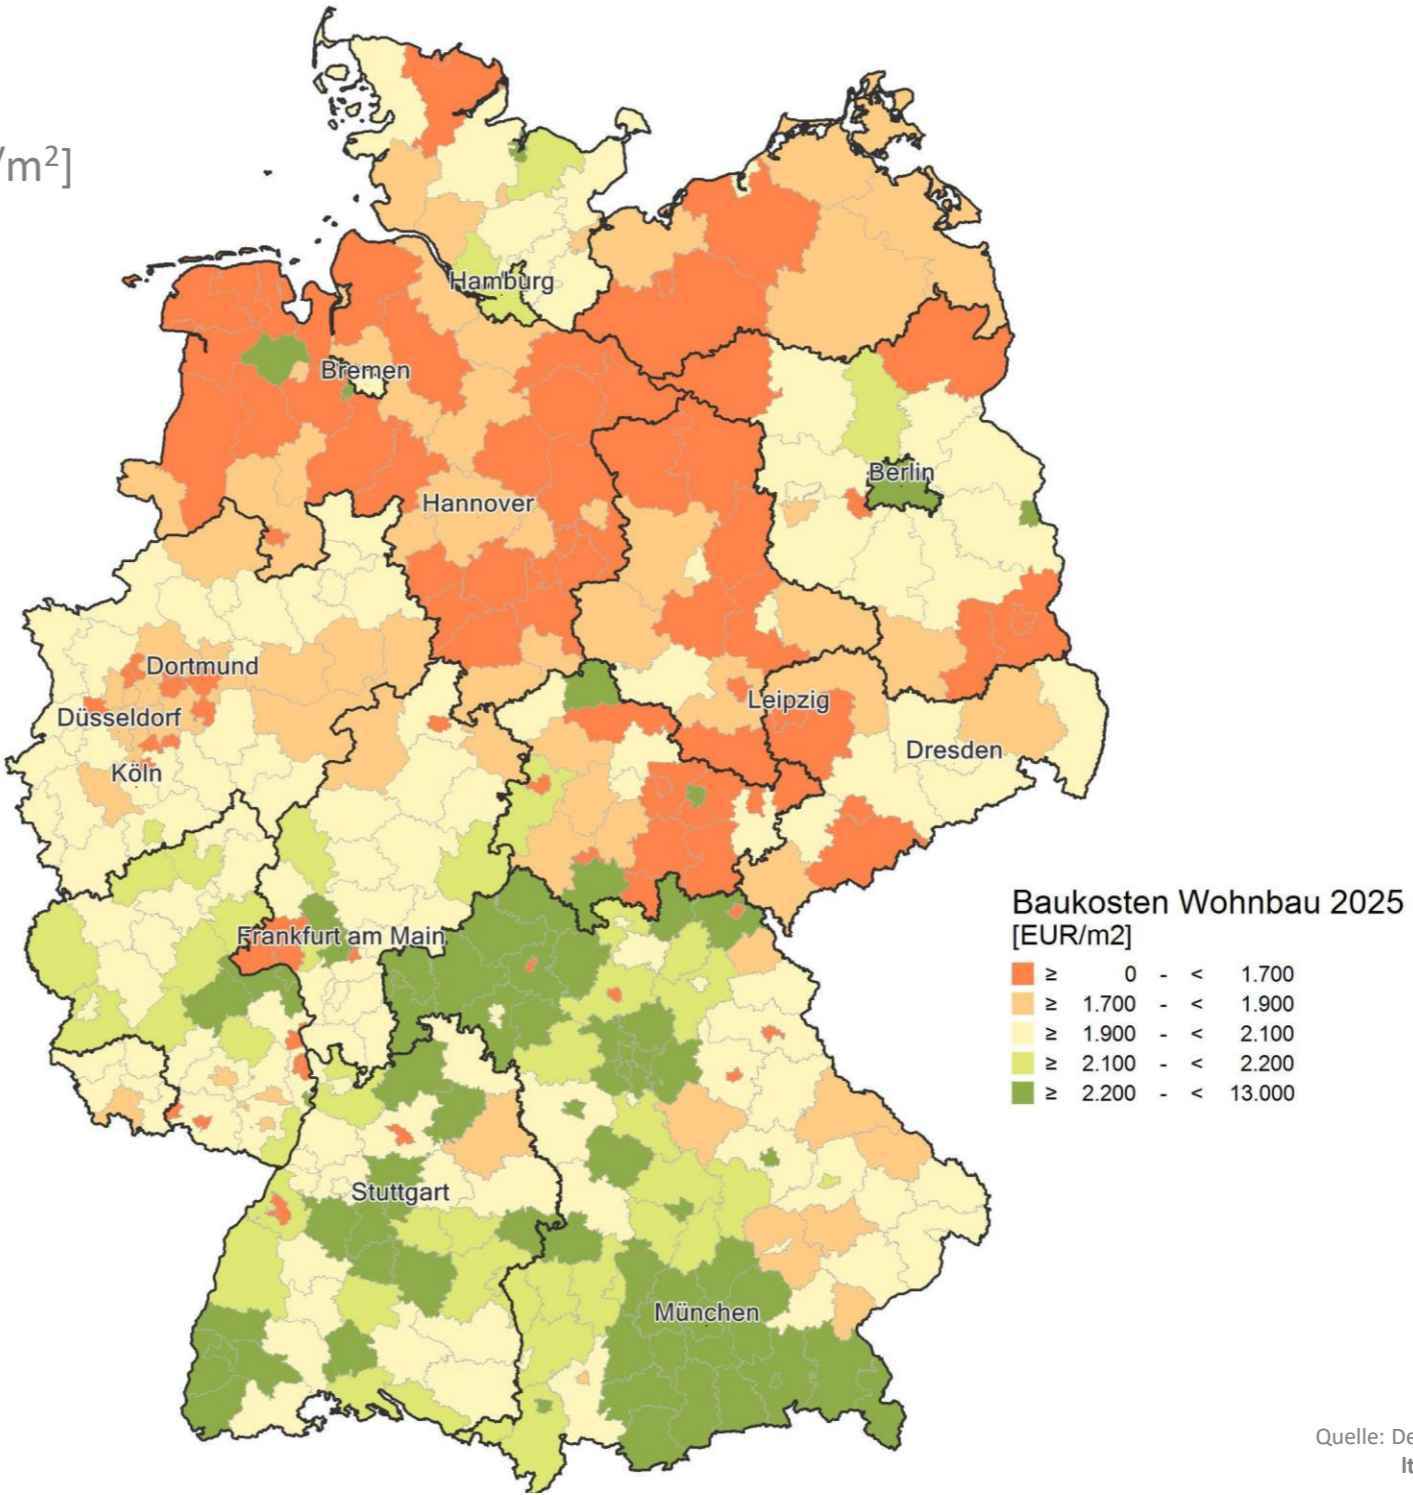 /m²]
Hamburg
Bremen
Berlin
Hannover
Dortmund
Leipzig
Düsseldorf
Dresden
Köln
Frankfurt am Main
Stuttgart
München
Baukosten Wohnbau 2025
[EUR/m2]
≥ 0 - < 1.700
≥ 1.700 - < 1.900
≥ 1.900 - < 2.100
≥ 2.100 - < 2.200
≥ 2.200 - < 13.000
Quelle: De
It